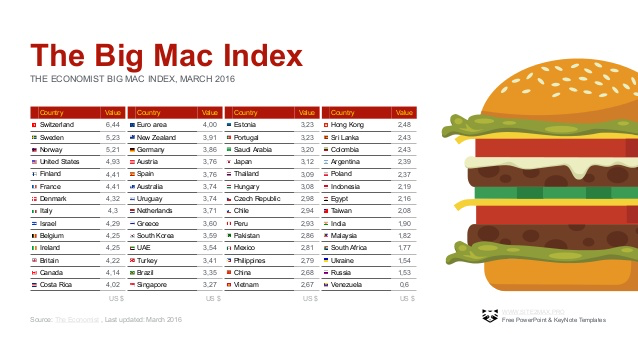 The Big Mac Index
THE ECONOMIST BIG MAC INDEX, MARCH 2016
Country Value Country Value Country Value Country Value
Switzerland 6,44 Euro area 4,00 Estonia 3,23 Hong Kong 2,48
Sweden 5,23 New Zealand 3,91 Portugal 3,23 Sri Lanka 2,43
Norway 5,21 Germany 3,86 Saudi Arabia 3,20 Colombia 2,43
United States 4,93 Austria 3,76 Japan 3,12 Argentina 2,39
Finland 4,41 Spain 3,76 Thailand 3,09 Poland 2,37
France 4,41 Australia 3,74 Hungary 3,08 Indonesia 2,19
Denmark 4,32 Uruguay 3,74 Czech Republic 2,98 Egypt 2,16
Italy 4,3 Netherlands 3,71 Chile 2,94 Taiwan 2,08
Israel 4,29 Greece 3,60 Peru 2,93 India 1,90
Belgium 4,25 South Korea 3,59 Pakistan 2,86 Malaysia 1,82
Ireland 4,25 UAE 3,54 Mexico 2,81 South Africa 1,77
Britain 4,22 Turkey 3,41 Philippines 2,79 Ukraine 1,54
Canada 4,14 Brazil 3,35 China 2,68 Russia 1,53
Costa Rica 4,02 Singapore 3,27 Vietnam 2,67 Venezuela 0,6
US $ US $ US $ US $
Source: The Economist . Last updated: March 2016
Free PowerPoint & KeyNote Templates